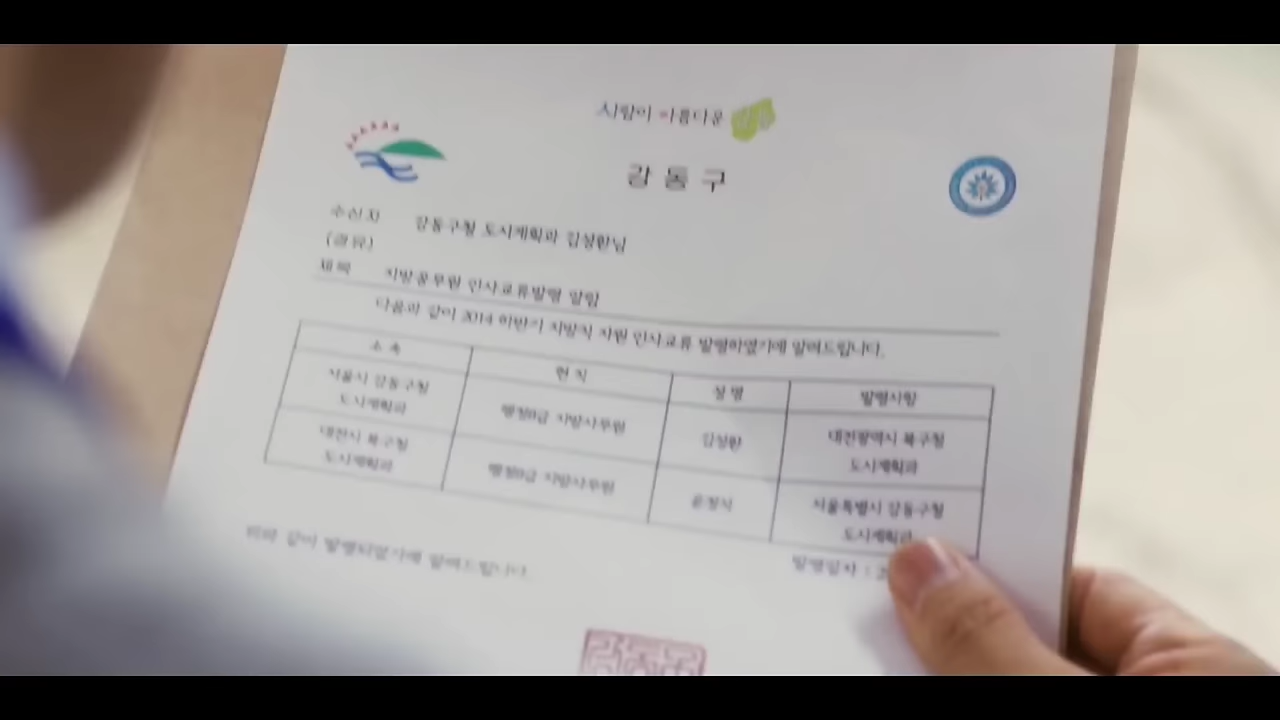 사람이 아름다운 강동
강동구
수신자 강동구청 도시계획과 김성한님
(경유)
제목 지방공무원 인사교류발령 알림
다음과 같이 2014 하반기 지방직 직원 인사교류 발령하였기에 알려드립니다.
소속 현직 성명 발령사항
서울시 강동구청 도시계획과 행정8급 지방사무원 김성한 대전광역시 북구청 도시계획과
대전시 북구청 도시계획과 지방사무원 윤정식 서울특별시 강동구청 도시계획과
위와 같이 발령되었기에 알려드립니다.
발령일자 : 2